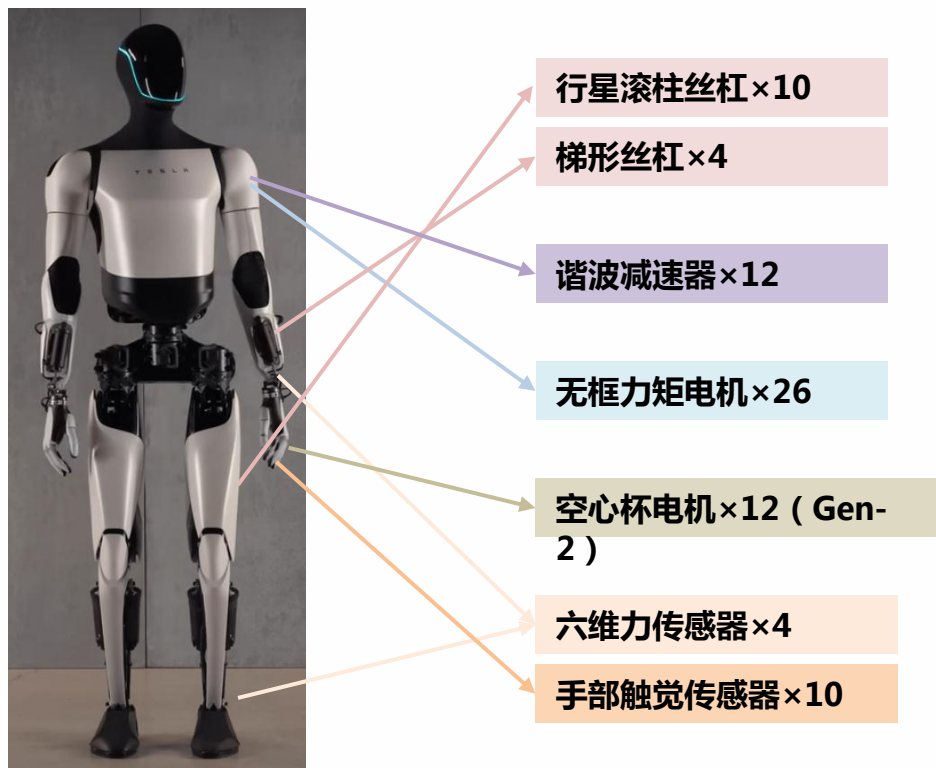 TESLA
行星滚柱丝杠×10
梯形丝杠×4
谐波减速器×12
无框力矩电机×26
空心杯电机×12（Gen-
2）
六维力传感器×4
手部触觉传感器×10